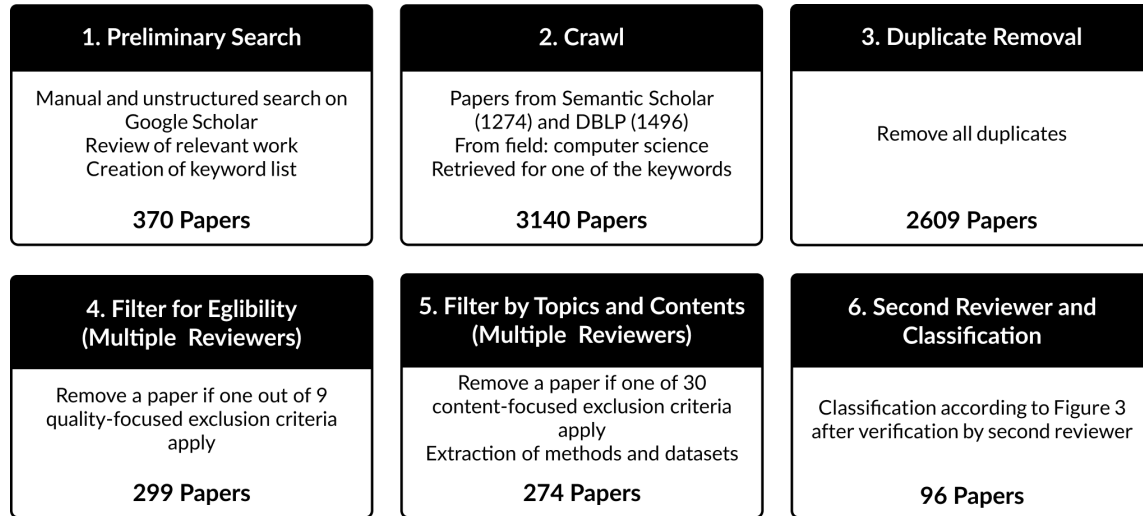 1. Preliminary Search
Manual and unstructured search on
Google Scholar
Review of relevant work
Creation of keyword list
370 Papers
2. Crawl
Papers from Semantic Scholar
(1274) and DBLP (1496)
From field: computer science
Retrieved for one of the keywords
3140 Papers
3. Duplicate Removal
Remove all duplicates
2609 Papers
4. Filter for Eglibility
(Multiple Reviewers)
Remove a paper if one out of 9
quality-focused exclusion criteria
apply
299 Papers
5. Filter by Topics and Contents
(Multiple Reviewers)
Remove a paper if one of 30
content-focused exclusion criteria
apply
Extraction of methods and datasets
274 Papers
6. Second Reviewer and
Classification
Classification according to Figure 3
after verification by second reviewer
96 Papers